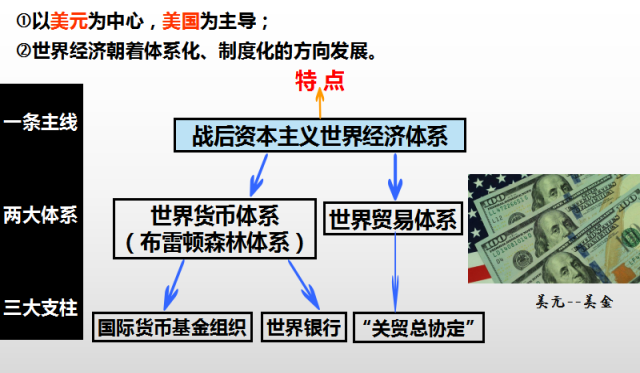 ①以美元为中心，美国为主导；
②世界经济朝着体系化、制度化的方向发展。
特 点
一条主线
战后资本主义世界经济体系
两大体系
世界货币体系
（布雷顿森林体系）
世界贸易体系
美元--美金
三大支柱
国际货币基金组织
世界银行
“关贸总协定”